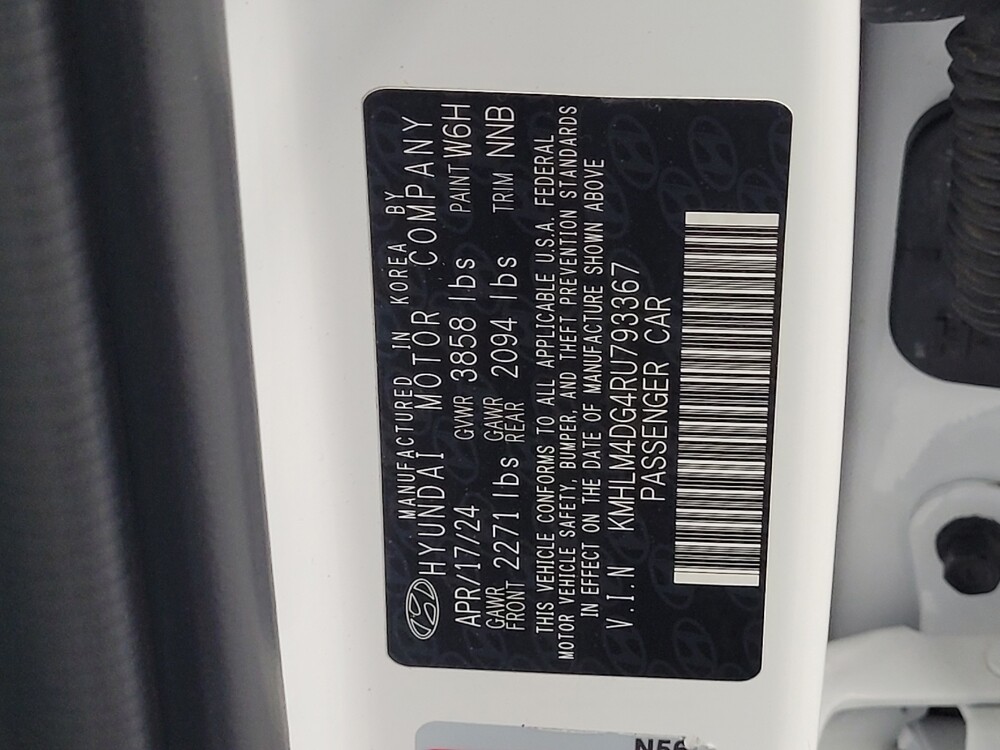 MANUFACTURED IN KOREA BY
HYUNDAI MOTOR COMPANY
APR/17/24 GVWR 3858 lbs PAINT W6H
GAWR FRONT 2271 lbs GAWR REAR 2094 lbs TRIM NNB
THIS VEHICLE CONFORMS TO ALL APPLICABLE U.S.A. FEDERAL
MOTOR VEHICLE SAFETY, BUMPER, AND THEFT PREVENTION STANDARDS
IN EFFECT ON THE DATE OF MANUFACTURE SHOWN ABOVE
V.I.N KMHLM4DG4RU793367
PASSENGER CAR